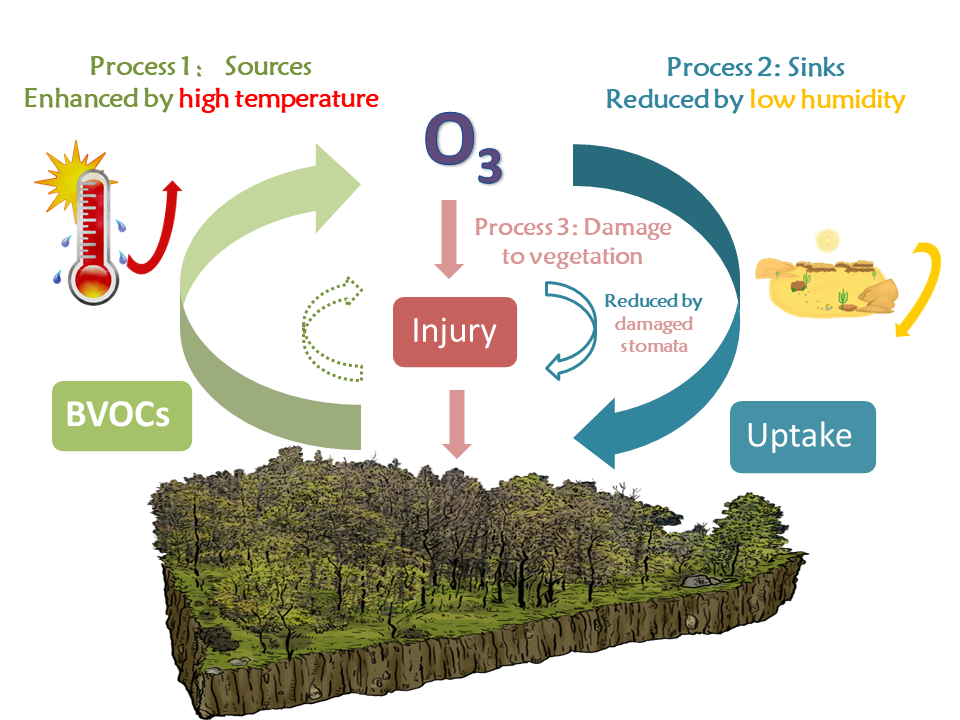 Process 1： Sources
Enhanced by high temperature
Process 2: Sinks
Reduced by low humidity
O₃
Process 3: Damage
to vegetation
Reduced by
damaged
stomata
Injury
BVOCs
Uptake